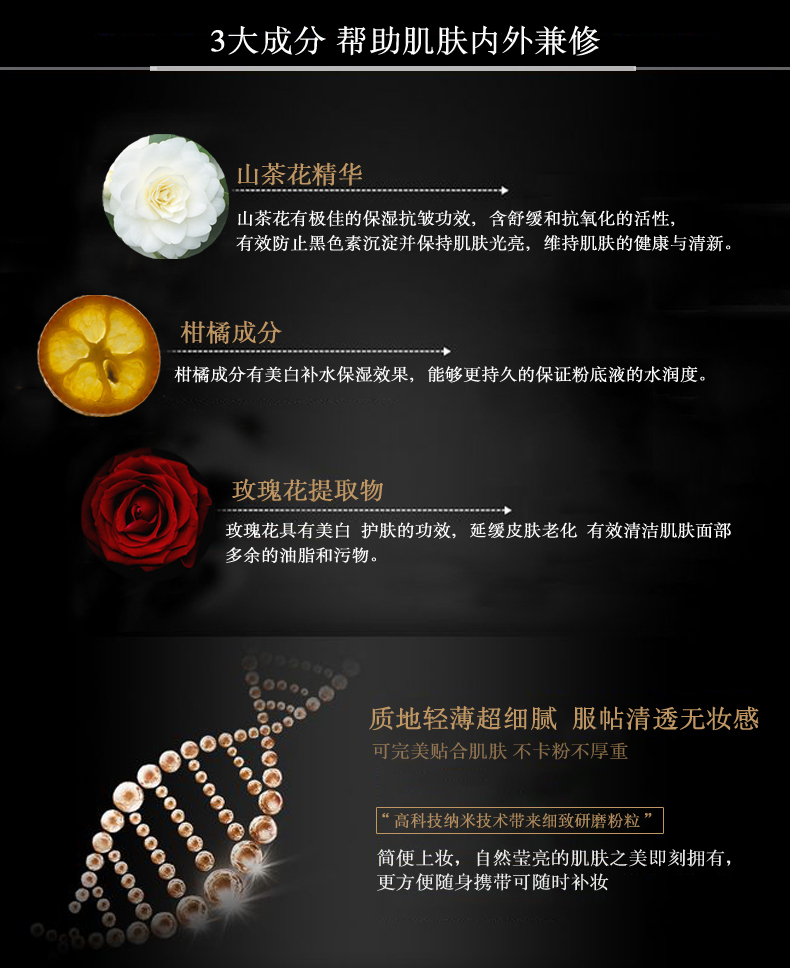 3大成分 帮助肌肤内外兼修
山茶花精华
山茶花有极佳的保湿抗皱功效，含舒缓和抗氧化的活性，
有效防止黑色素沉淀并保持肌肤光亮，维持肌肤的健康与清新。
柑橘成分
柑橘成分有美白补水保湿效果，能够更持久的保证粉底液的水润度。
玫瑰花提取物
玫瑰花具有美白 护肤的功效，延缓皮肤老化 有效清洁肌肤面部
多余的油脂和污物。
质地轻薄超细腻 服帖清透无妆感
可完美贴合肌肤 不卡粉不厚重
“高科技纳米技术带来细致研磨粉粒”
简便上妆，自然莹亮的肌肤之美即刻拥有，
更方便随身携带可随时补妆